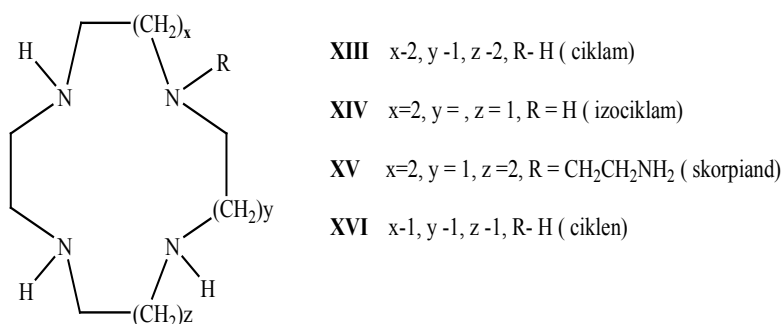 (CH₂)ₓ
H
R
N
N
(CH₂)y
N
N
H
H
(CH₂)z
XIII x-2, y -1, z -2, R- H ( ciklam)
XIV x=2, y = , z = 1, R = H ( izociklam)
XV x=2, y = 1, z =2, R = CH₂CH₂NH₂ ( skorpiand)
XVI x-1, y -1, z -1, R- H ( ciklen)